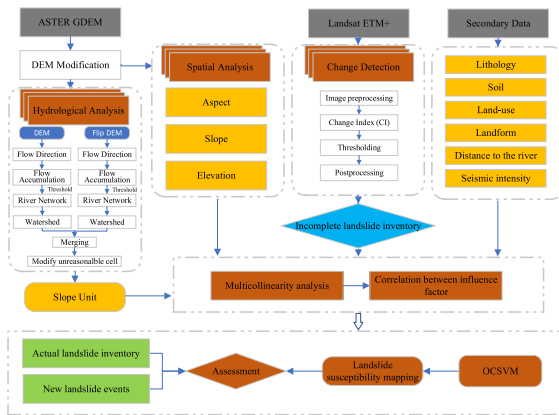 ASTER GDEM
DEM Modification
Hydrological Analysis
DEM
Flip DEM
Flow Direction
Flow Direction
Flow
Accumulation
Flow
Accumulation
Threshold
Threshold
River Network
River Network
Watershed
Watershed
Merging
Modify unreasonalble cell
Slope Unit
Spatial Analysis
Aspect
Slope
Elevation
Landsat ETM+
Change Detection
Image preprocessing
Change Index (CI)
Thresholding
Postprocessing
Incomplete landslide inventory
Secondary Data
Lithology
Soil
Land-use
Landform
Distance to the river
Seismic intensity
Multicollinearity analysis
Correlation between influence
factor
Actual landslide inventory
New landslide events
Assessment
Landslide
susceptibility mapping
OCSVM